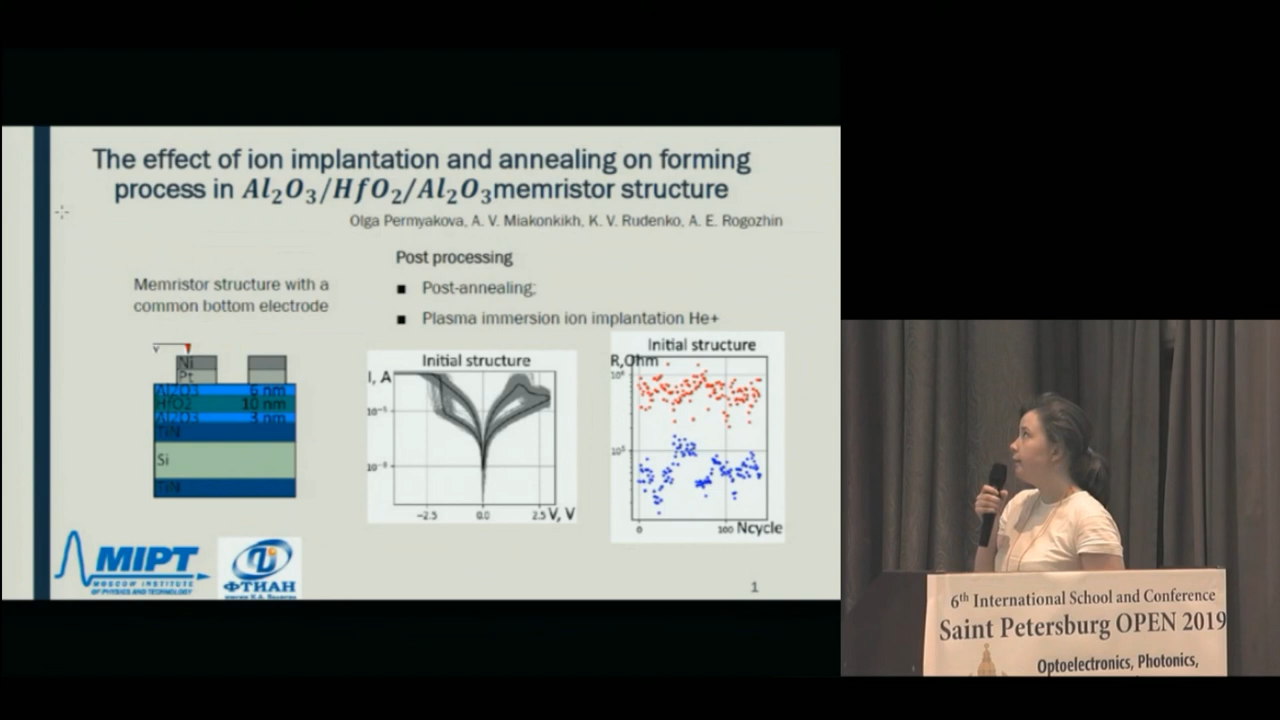 The effect of ion implantation and annealing on forming
process in Al₂O₃/HfO₂/Al₂O₃memristor structure
Olga Permyakova, A. V. Miakonkikh, K. V. Rudenko, A. E. Rogozhin
Memristor structure with a
common bottom electrode
Post processing
■ Post-annealing;
■ Plasma immersion ion implantation He+
V
Ni
Pt
Al2O3 6 nm
HfO2 10 nm
Al2O3 3 nm
TiN
Si
TiN
Initial structure
I, A
-2.5 0.0 2.5 V, V
Initial structure
R,Ohm
10⁵
0 100 Ncycle
MIPT
MOSCOW INSTITUTE
OF PHYSICS AND TECHNOLOGY
ФТИАН
1
6th International School and Conference
Saint Petersburg OPEN 2019
Optoelectronics, Photonics,